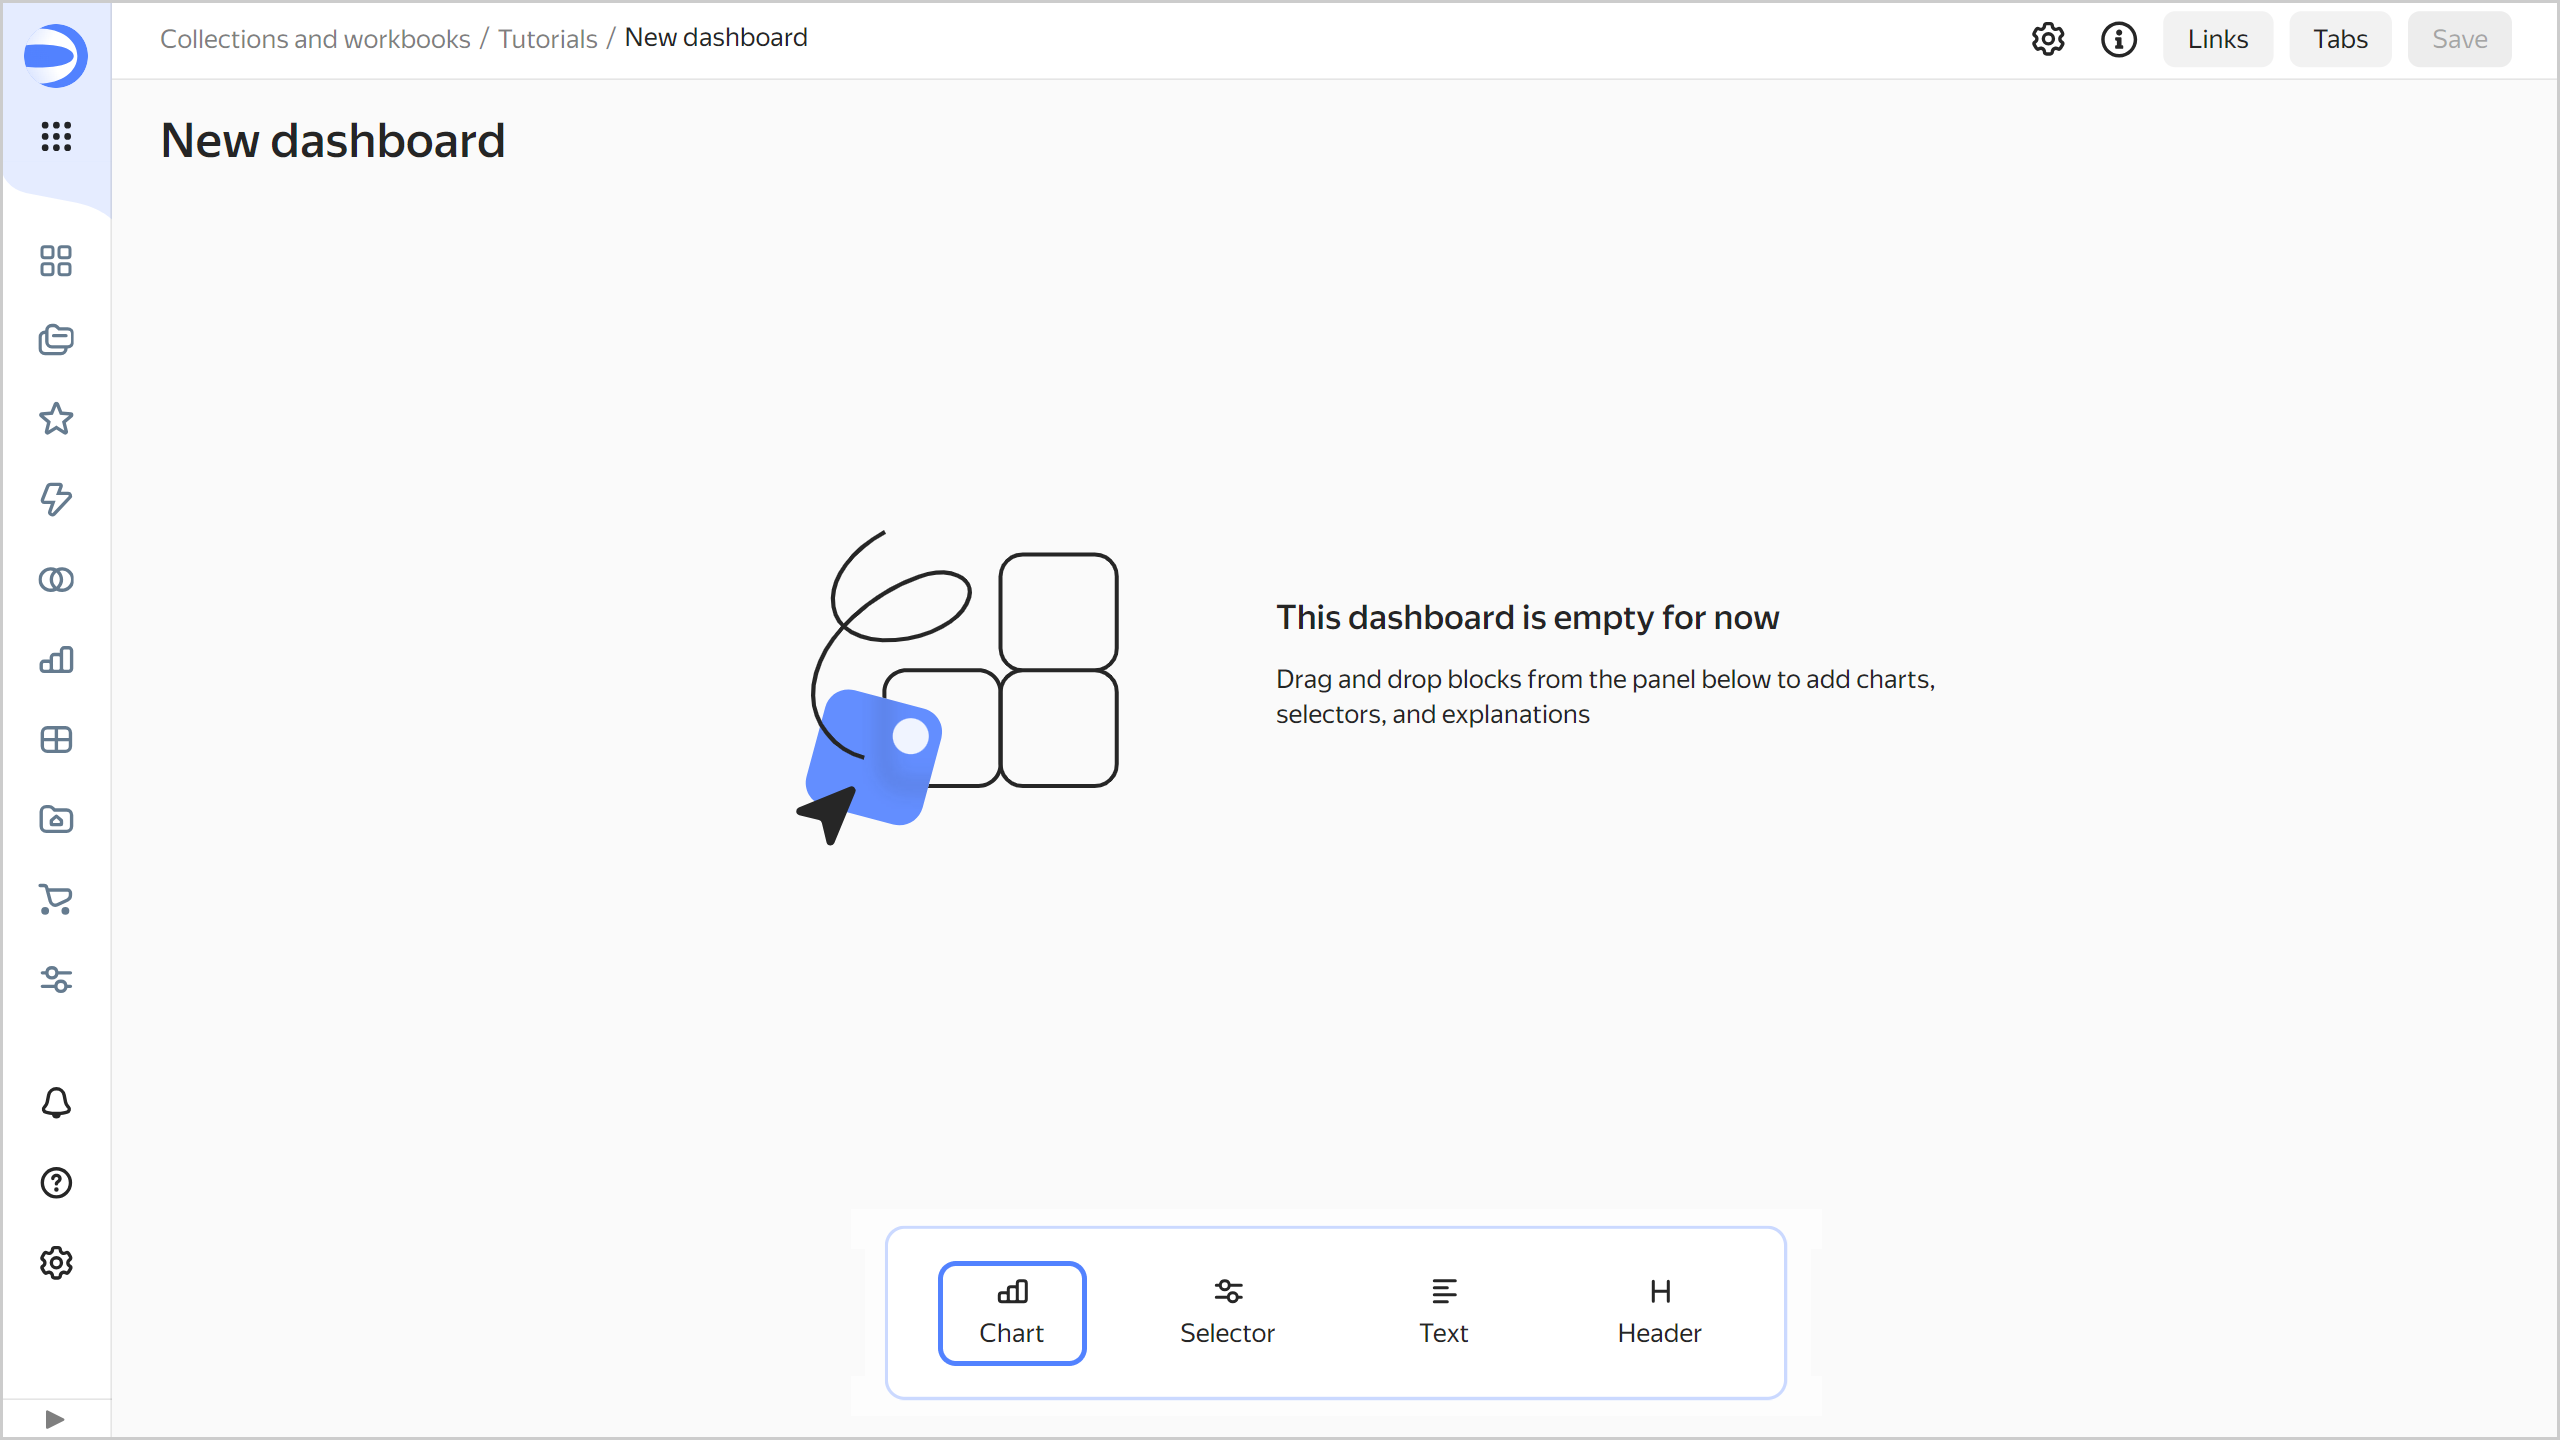 Collections and workbooks / Tutorials / New dashboard
Links
Tabs
Save
New dashboard
This dashboard is empty for now
Drag and drop blocks from the panel below to add charts,
selectors, and explanations
Chart
Selector
Text
Header